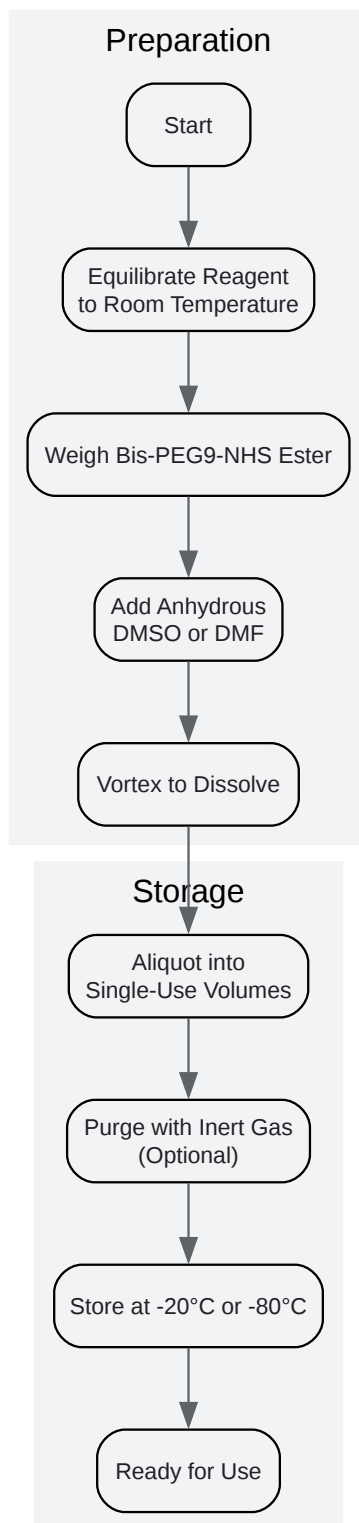 Preparation
Start
Equilibrate Reagent
to Room Temperature
Weigh Bis-PEG9-NHS Ester
Add Anhydrous
DMSO or DMF
Vortex to Dissolve
Storage
Aliquot into
Single-Use Volumes
Purge with Inert Gas
(Optional)
Store at -20°C or -80°C
Ready for Use